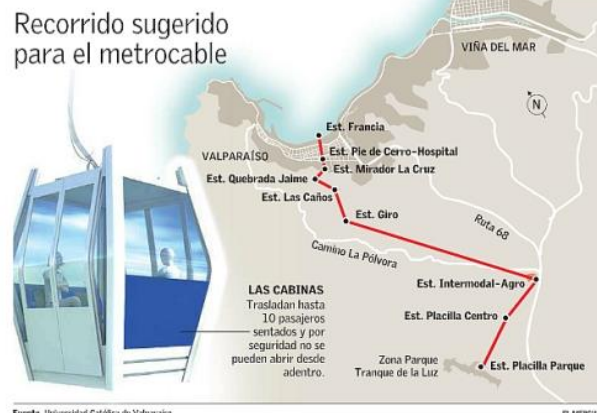 Recorrido sugerido
para el metrocable
VIÑA DEL MAR
N
Est. Francia
VALPARAÍSO
Est. Pie de Cerro-Hospital
Est. Mirador La Cruz
Est. Quebrada Jaime
Est. Las Caños
Est. Giro
Ruta 68
Camino La Pólvora
Est. Intermodal-Agro
LAS CABINAS
Trasladan hasta
10 pasajeros
sentados y por
seguridad no se
pueden abrir desde
adentro.
Est. Placilla Centro
Zona Parque
Tranque de la Luz
Est. Placilla Parque
Fuente: Universidad Católica de Valparaíso